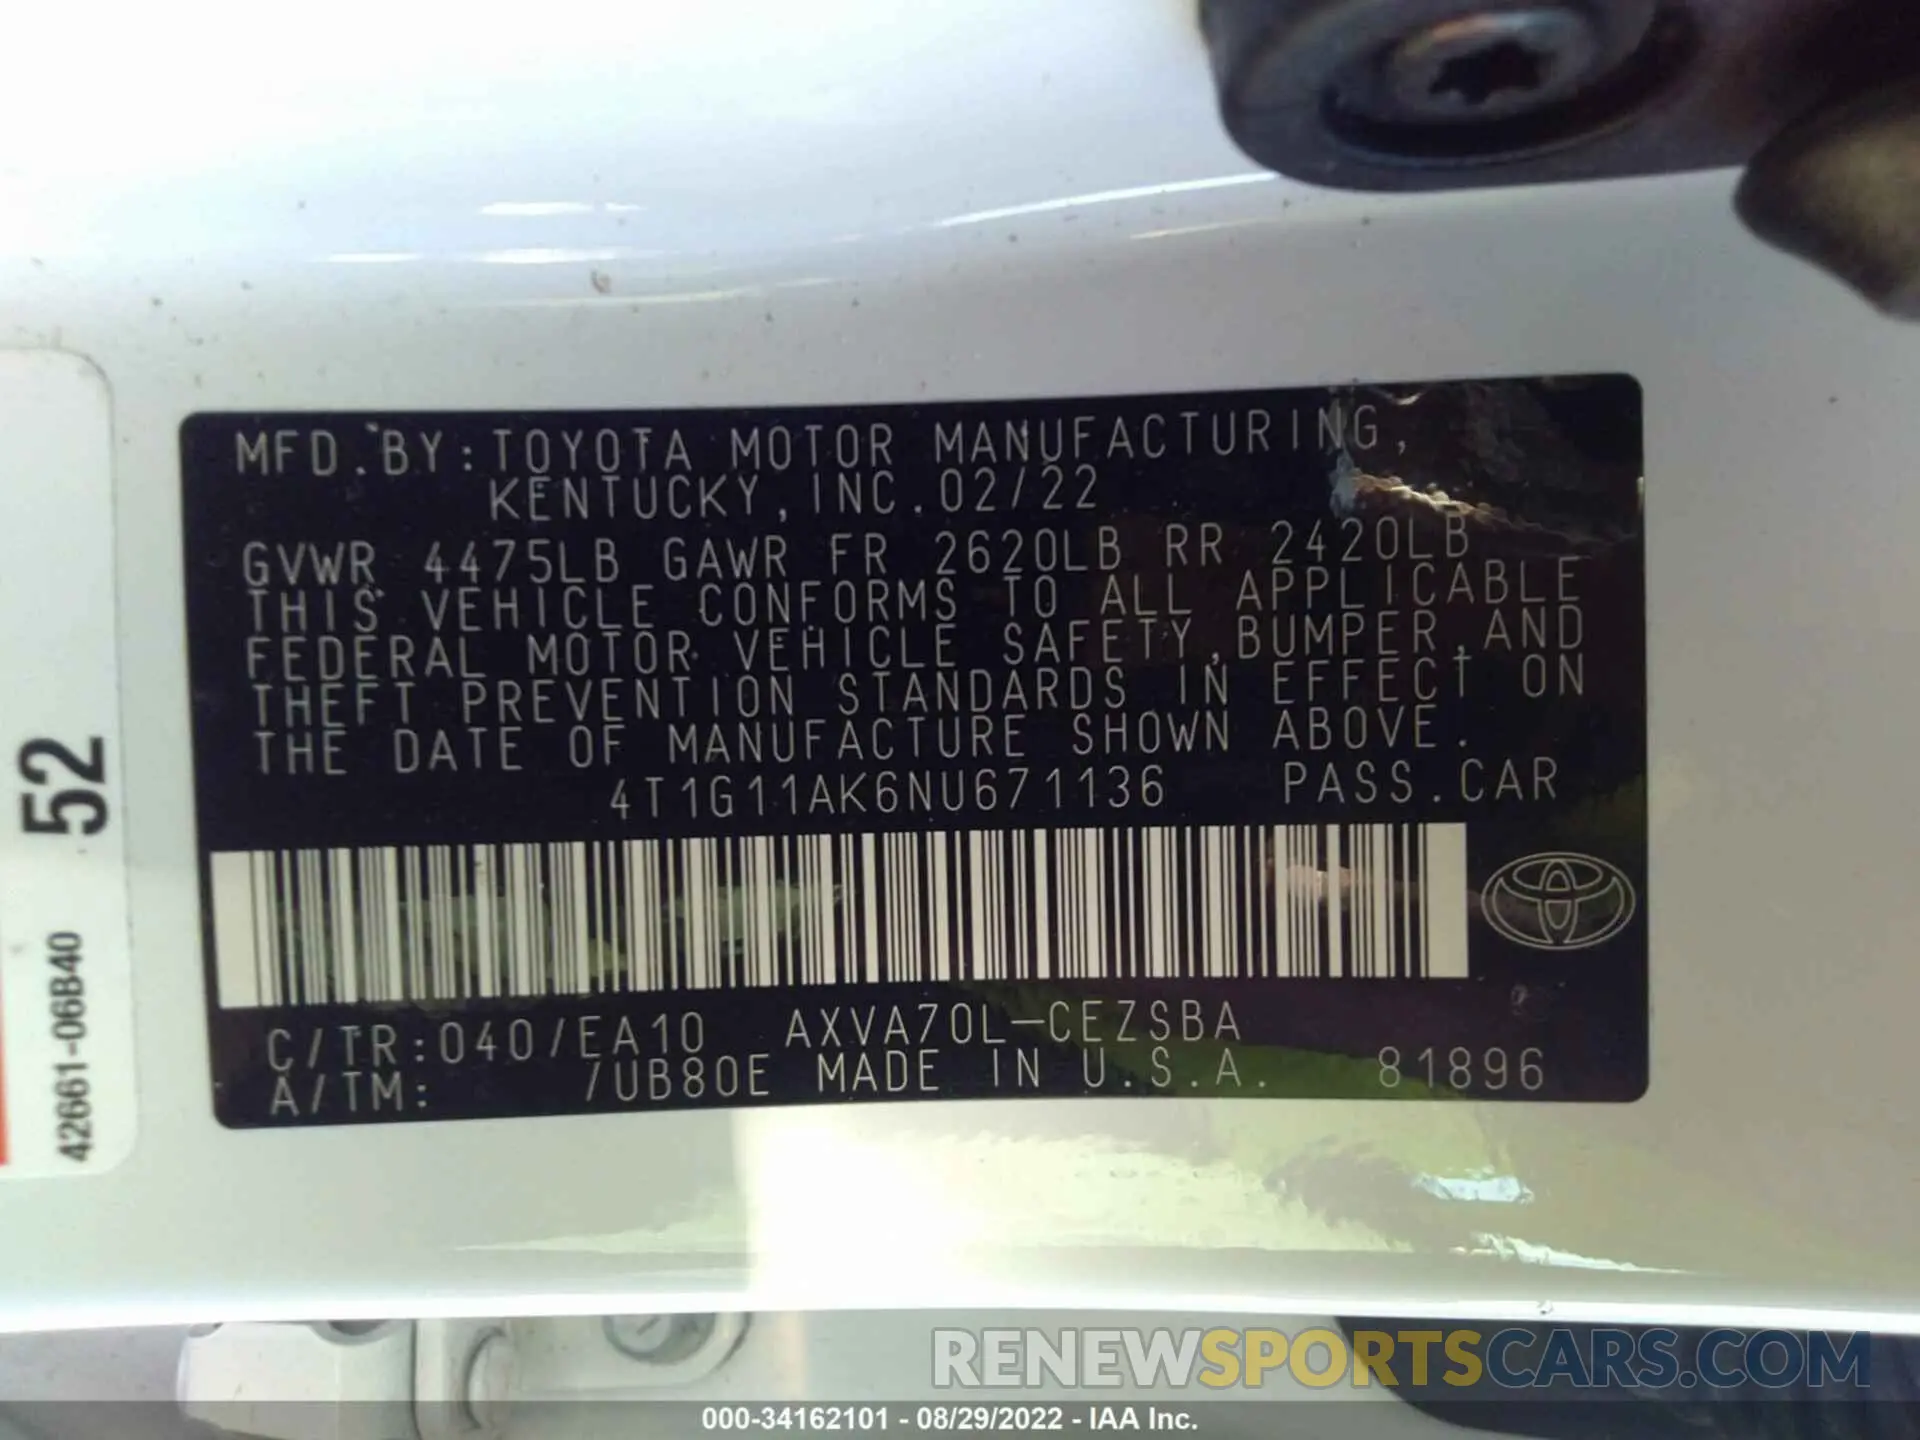 MFD. BY: TOYOTA MOTOR MANUFACTURING,
KENTUCKY, INC. 02/22
GVWR 4475LB GAWR FR 2620LB RR 2420LB
THIS VEHICLE CONFORMS TO ALL APPLICABLE
FEDERAL MOTOR VEHICLE SAFETY, BUMPER, AND
THEFT PREVENTION STANDARDS IN EFFECT ON
THE DATE OF MANUFACTURE SHOWN ABOVE.
4T1G11AK6NU671136 PASS. CAR
C/TR: 040/EA10 AXVA70L-CEZSBA
A/TM: /UB80E MADE IN U.S.A. 81896
52
42661-06B40
RENEWSPORTSCARS.COM
000-34162101 - 08/29/2022 - IAA Inc.